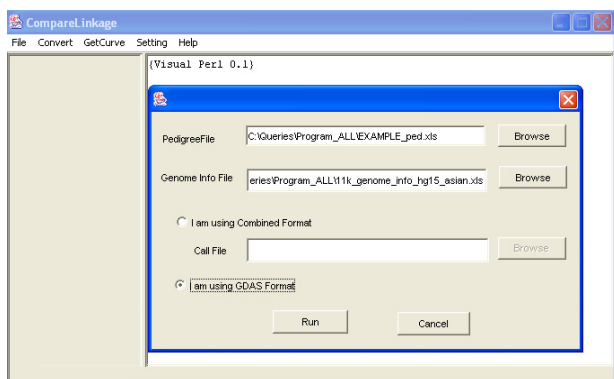 CompareLinkage
File Convert GetCurve Setting Help
{Visual Perl 0.1}
PedigreeFile C:\Queries\Program_ALL\EXAMPLE_ped.xls Browse
Genome Info File eries\Program_ALL\11k_genome_info_hg15_asian.xls Browse
I am using Combined Format
Call File Browse
I am using GDAS Format
Run Cancel